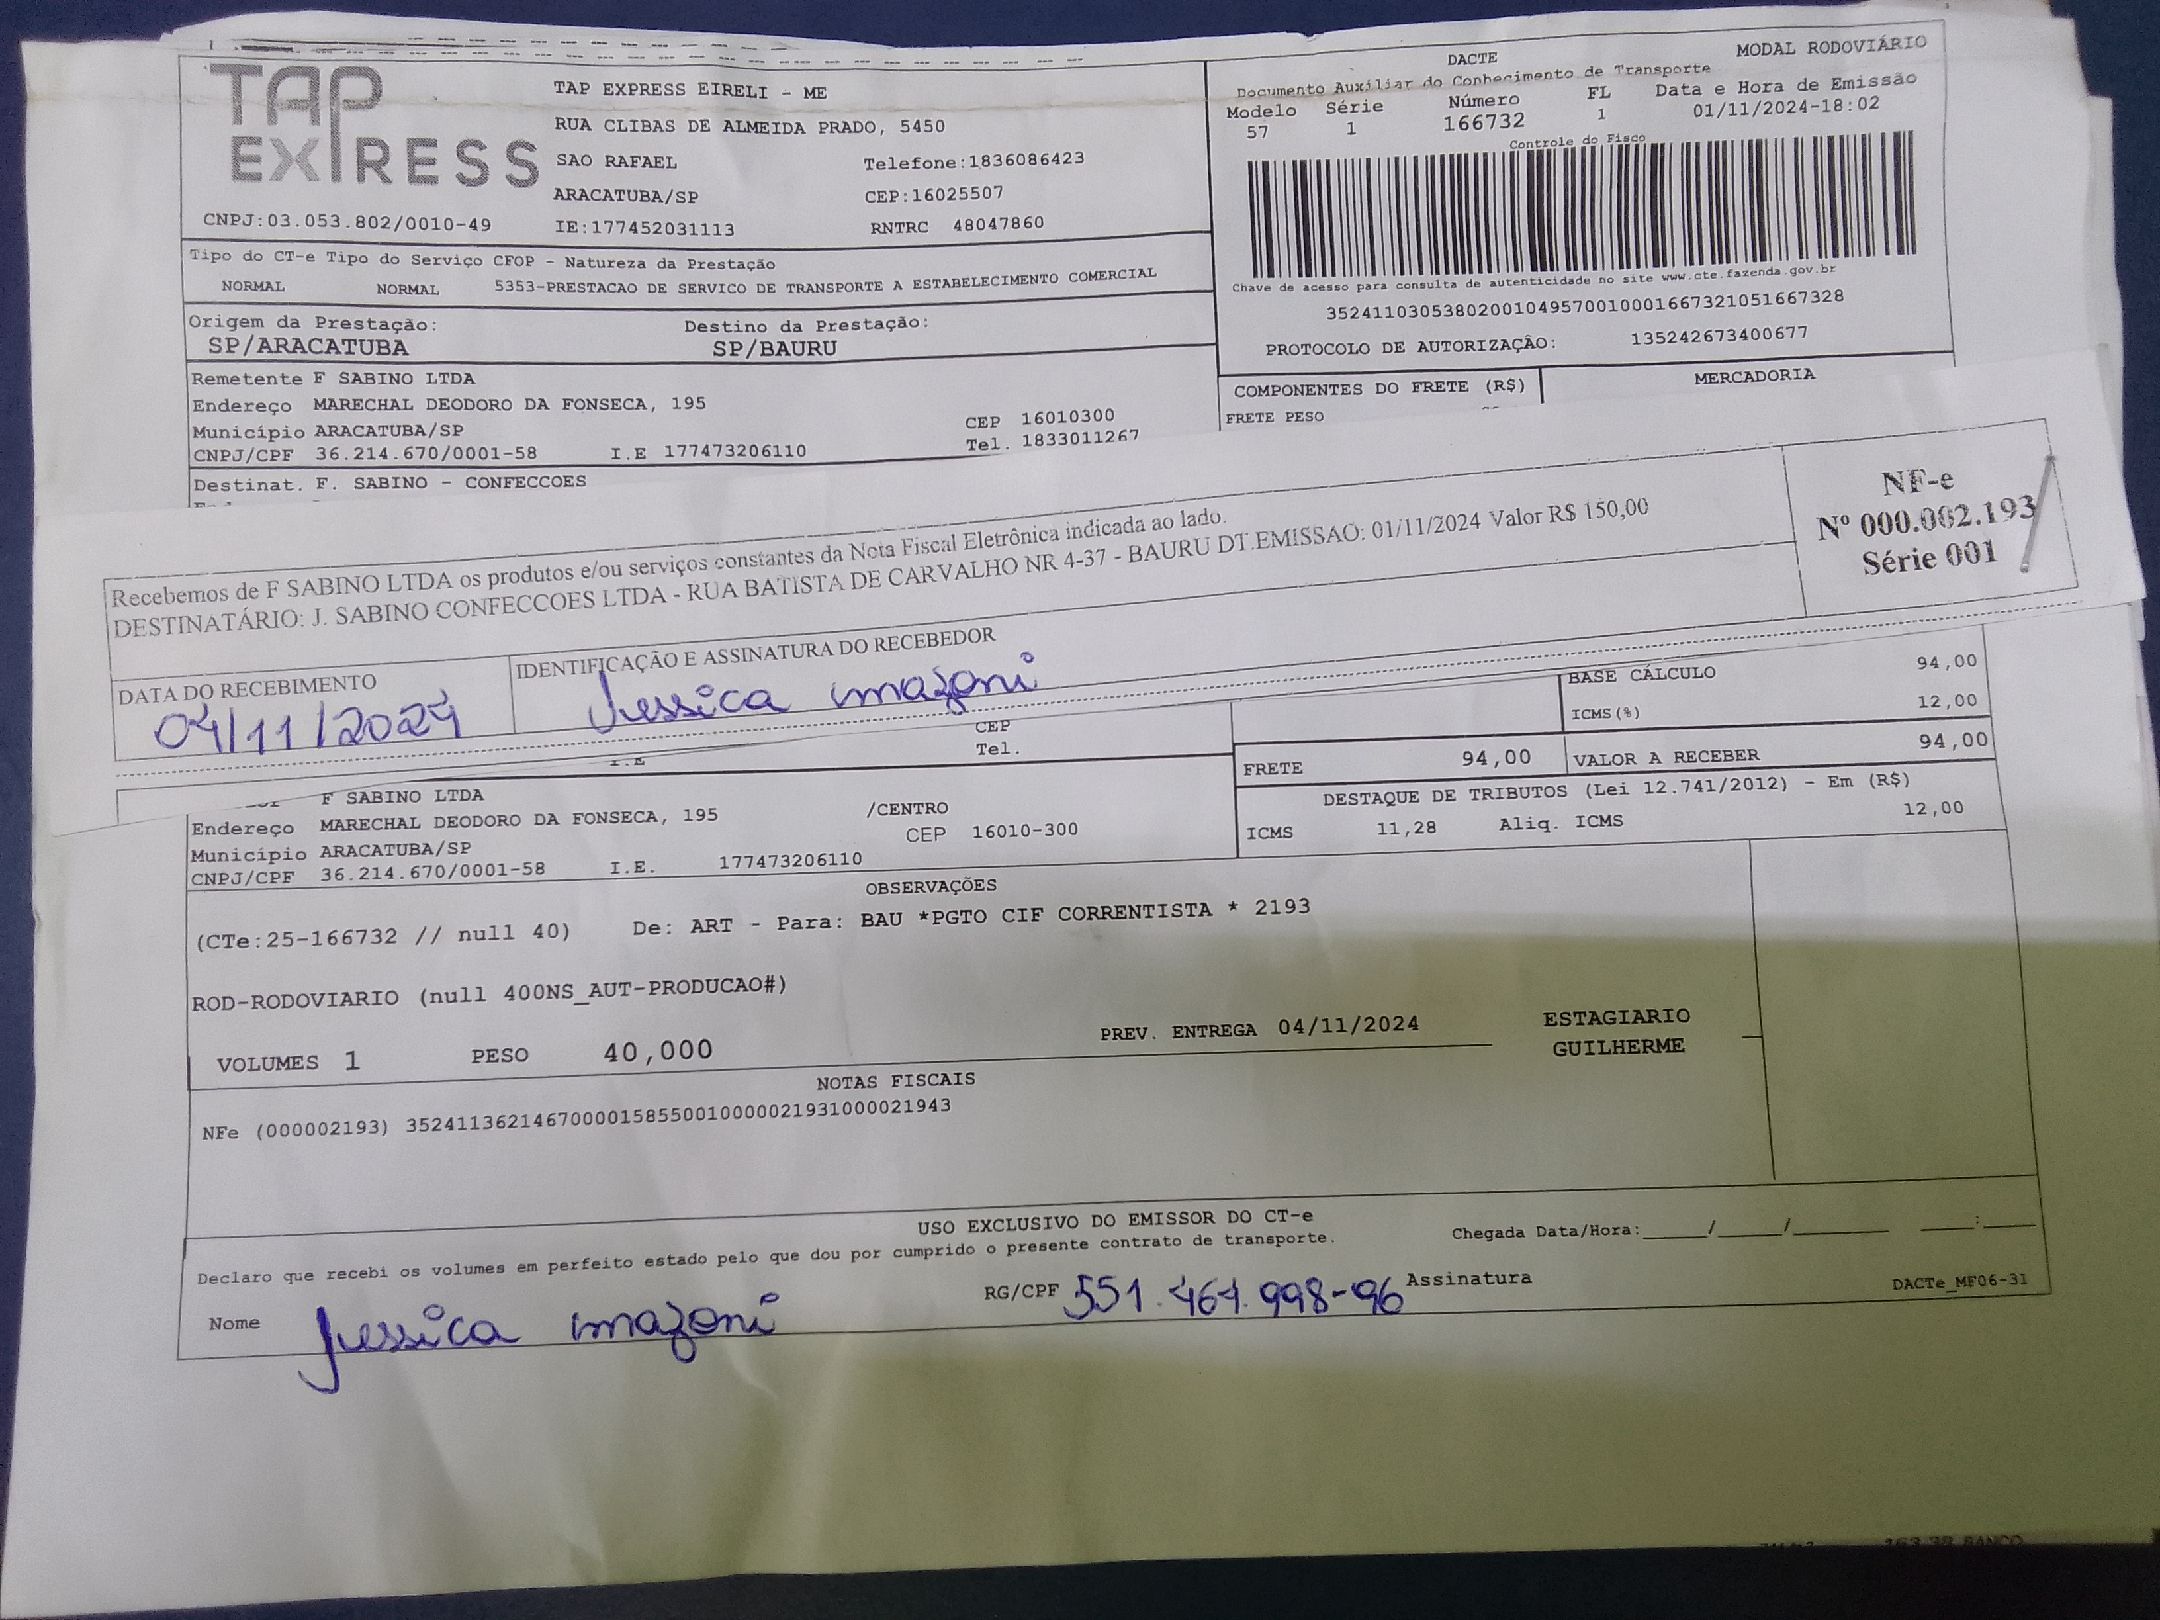 TAP EXPRESS
TAP EXPRESS EIRELI - ME
RUA CLIBAS DE ALMEIDA PRADO, 5450
SAO RAFAEL Telefone:1836086423
ARACATUBA/SP CEP:16025507
CNPJ:03.053.802/0010-49 IE:177452031113 RNTRC 48047860
DACTE MODAL RODOVIÁRIO
Documento Auxiliar do Conhecimento de Transporte
Modelo Série Número FL Data e Hora de Emissão
57 1 166732 1 01/11/2024-18:02
Controle do Fisco
Chave de acesso para consulta de autenticidade no site www.cte.fazenda.gov.br
35241103053802001049570010001667321051667328
PROTOCOLO DE AUTORIZAÇÃO: 135242673400677
Tipo do CT-e Tipo do Serviço CFOP - Natureza da Prestação
NORMAL NORMAL 5353-PRESTACAO DE SERVICO DE TRANSPORTE A ESTABELECIMENTO COMERCIAL
Origem da Prestação: Destino da Prestação:
SP/ARACATUBA SP/BAURU
Remetente F SABINO LTDA
Endereço MARECHAL DEODORO DA FONSECA, 195
Município ARACATUBA/SP CEP 16010300
CNPJ/CPF 36.214.670/0001-58 I.E 177473206110 Tel. 1833011267
Destinat. F. SABINO - CONFECCOES
COMPONENTES DO FRETE (R$) MERCADORIA
FRETE PESO
Recebemos de F SABINO LTDA os produtos e/ou serviços constantes da Nota Fiscal Eletrônica indicada ao lado.
DESTINATÁRIO: J. SABINO CONFECCOES LTDA - RUA BATISTA DE CARVALHO NR 4-37 - BAURU DT.EMISSAO: 01/11/2024 Valor R$ 150,00
NF-e
Nº 000.002.193
Série 001
DATA DO RECEBIMENTO IDENTIFICAÇÃO E ASSINATURA DO RECEBEDOR
04/11/2024 Jessica mazoni
CEP
I.E Tel.
BASE CÁLCULO 94,00
ICMS(%) 12,00
FRETE 94,00 VALOR A RECEBER 94,00
DESTAQUE DE TRIBUTOS (Lei 12.741/2012) - Em (R$)
ICMS 11,28 Aliq. ICMS 12,00
F SABINO LTDA
Endereço MARECHAL DEODORO DA FONSECA, 195 /CENTRO
Município ARACATUBA/SP CEP 16010-300
CNPJ/CPF 36.214.670/0001-58 I.E. 177473206110
OBSERVAÇÕES
(CTe:25-166732 // null 40) De: ART - Para: BAU *PGTO CIF CORRENTISTA * 2193
ROD-RODOVIARIO (null 400NS_AUT-PRODUCAO#)
VOLUMES 1 PESO 40,000 PREV. ENTREGA 04/11/2024 ESTAGIARIO
GUILHERME
NOTAS FISCAIS
NFe (000002193) 35241136214670000158550010000021931000021943
USO EXCLUSIVO DO EMISSOR DO CT-e
Declaro que recebi os volumes em perfeito estado pelo que dou por cumprido o presente contrato de transporte. Chegada Data/Hora:_____/_____/_______ ____:____
Nome Jessica mazoni RG/CPF 551.464.998-96 Assinatura DACTe_MF06-31